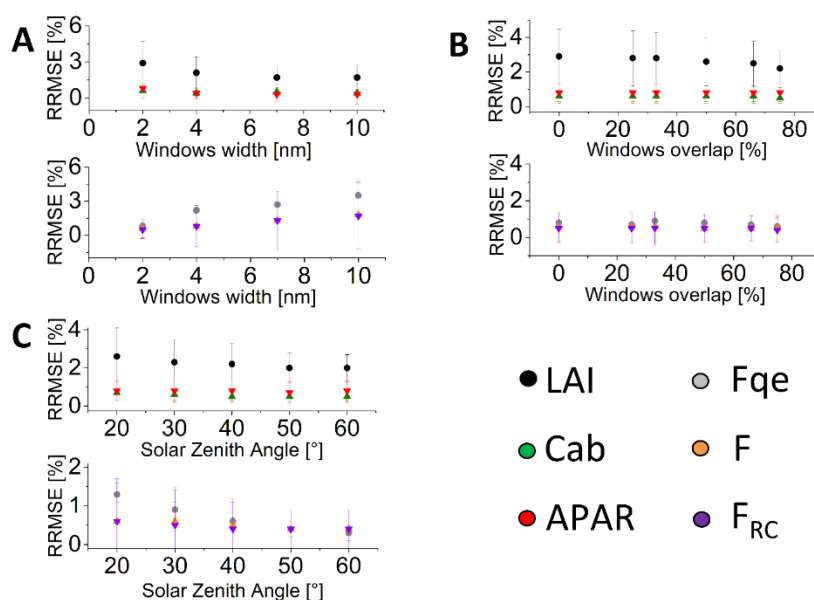 A
RRMSE [%]
6
3
0
0 2 4 6 8 10
Windows width [nm]
RRMSE [%]
6
3
0
0 2 4 6 8 10
Windows width [nm]
B
RRMSE [%]
4
2
0
0 20 40 60 80
Windows overlap [%]
RRMSE [%]
4
2
0
0 20 40 60 80
Windows overlap [%]
C
RRMSE [%]
4
2
0
20 30 40 50 60
Solar Zenith Angle [°]
RRMSE [%]
2
1
0
20 30 40 50 60
Solar Zenith Angle [°]
LAI
Fqe
Cab
F
APAR
F_RC